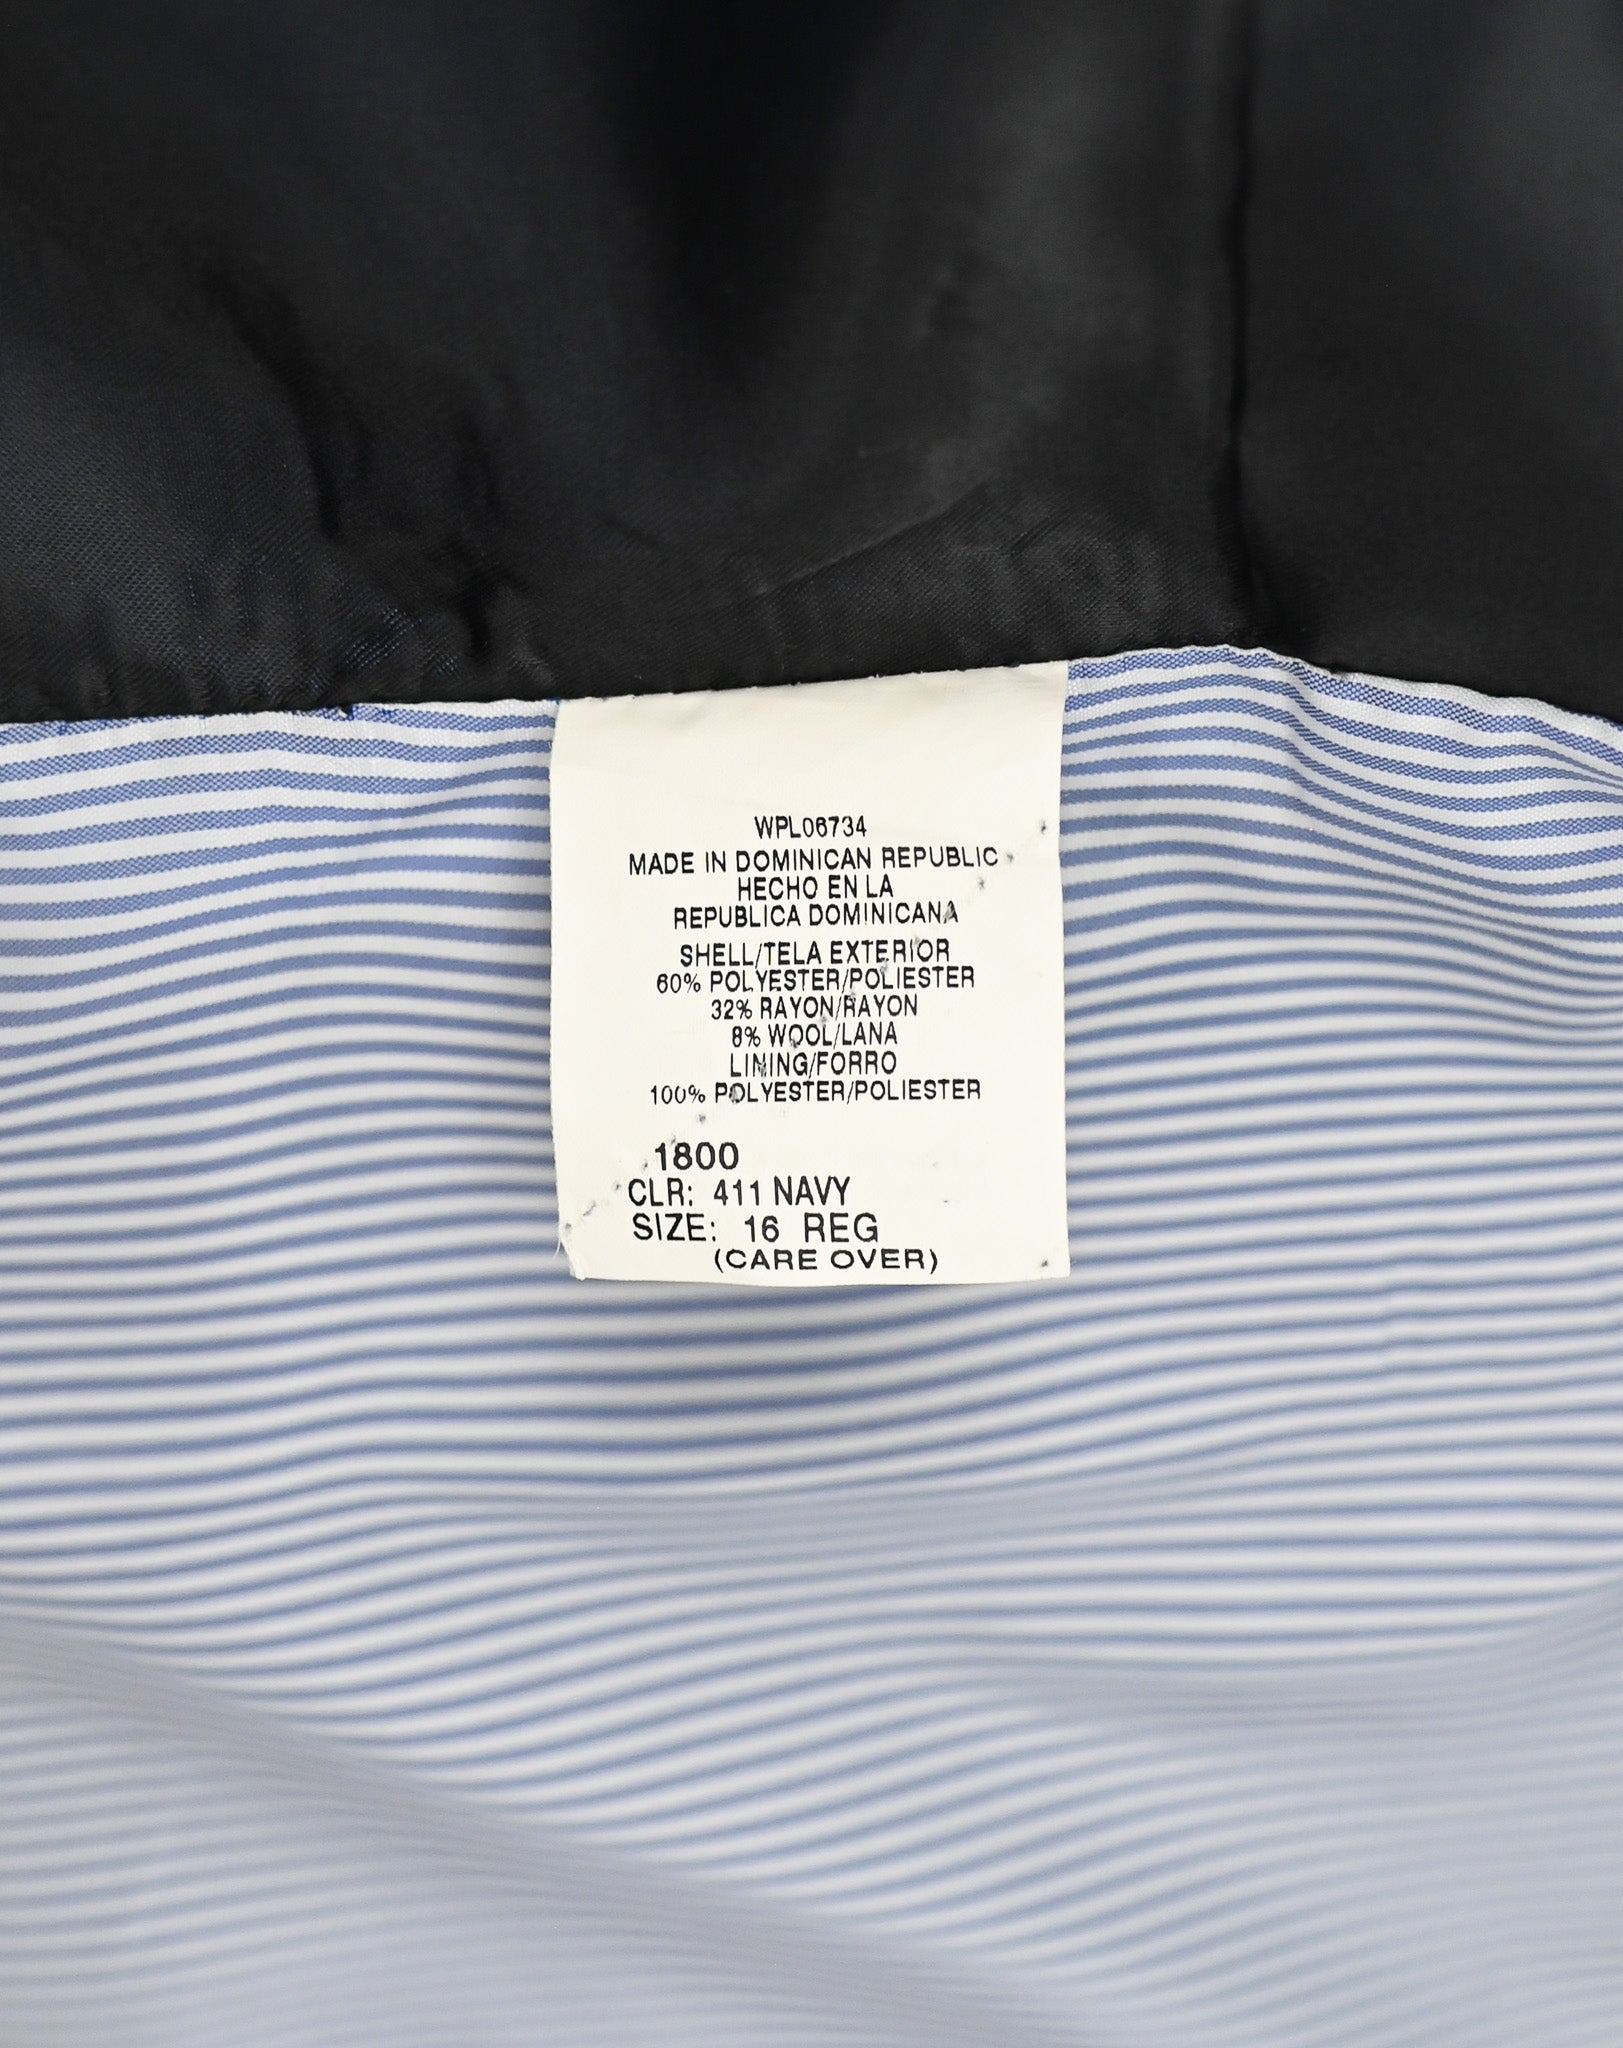 WPL06734
MADE IN DOMINICAN REPUBLIC
HECHO EN LA
REPUBLICA DOMINICANA
SHELL/TELA EXTERIOR
60% POLYESTER/POLIESTER
32% RAYON/RAYON
8% WOOL/LANA
LINING/FORRO
100% POLYESTER/POLIESTER
1800
CLR: 411 NAVY
SIZE: 16 REG
(CARE OVER)